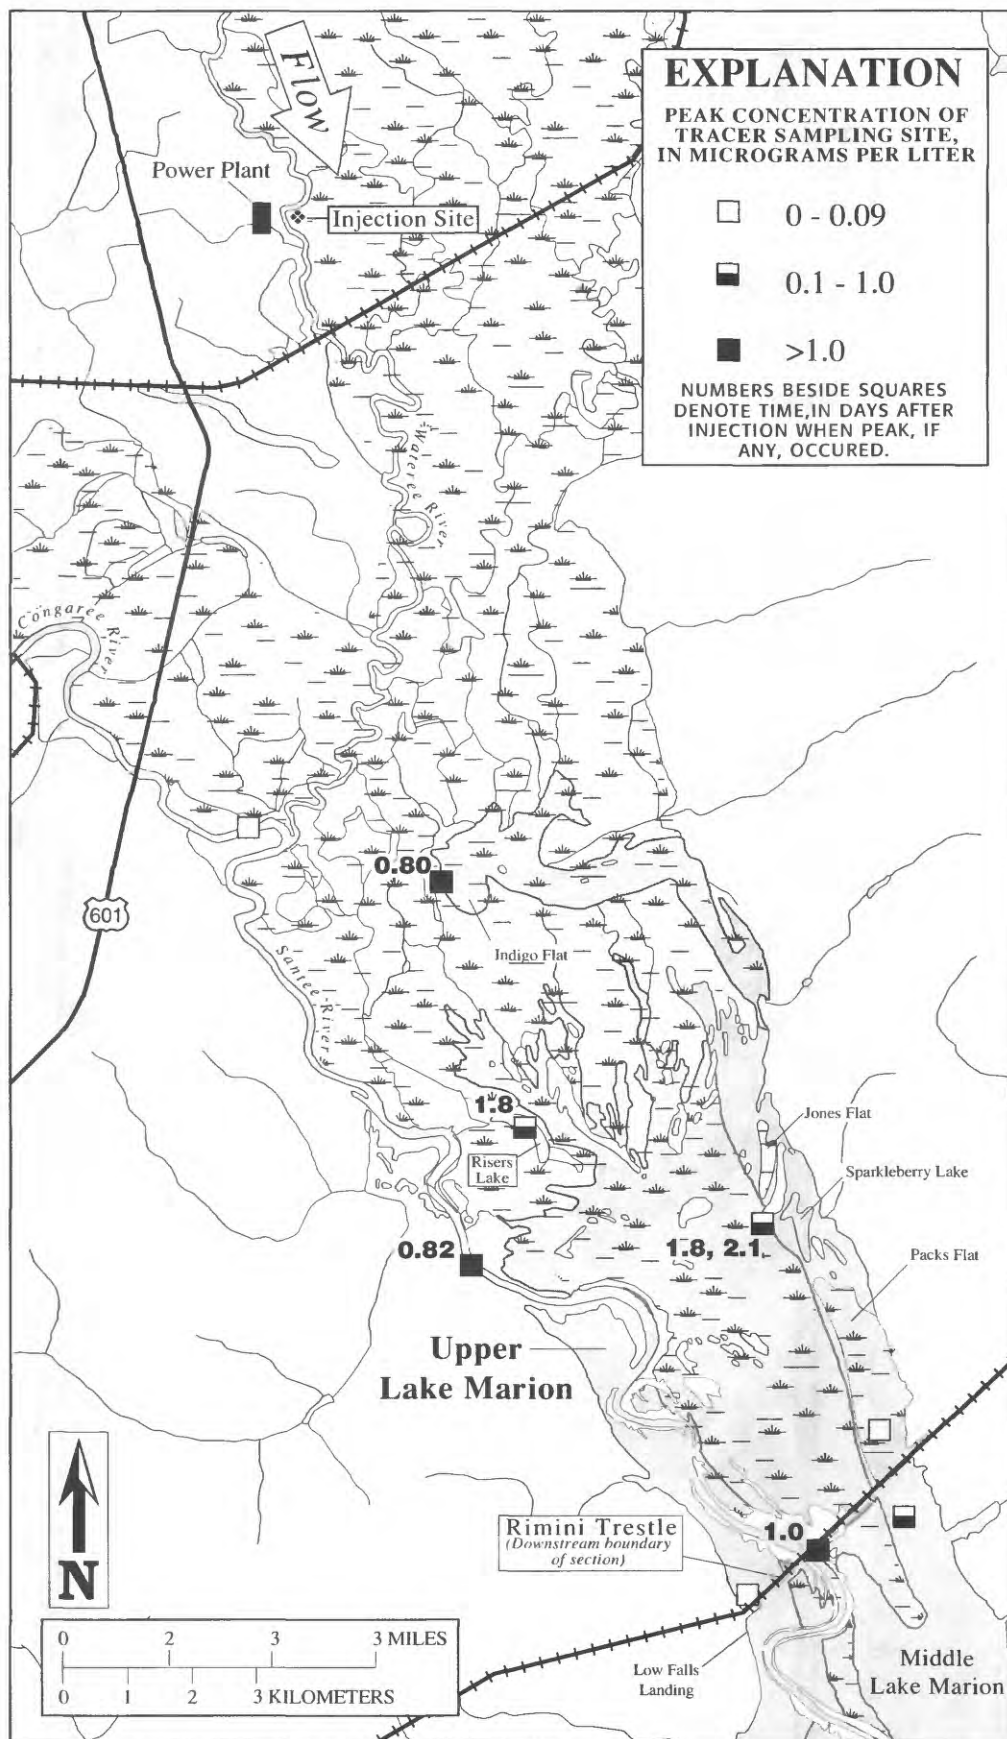 EXPLANATION
PEAK CONCENTRATION OF
TRACER SAMPLING SITE,
IN MICROGRAMS PER LITER
0 - 0.09
0.1 - 1.0
>1.0
NUMBERS BESIDE SQUARES
DENOTE TIME,IN DAYS AFTER
INJECTION WHEN PEAK, IF
ANY, OCCURED.
Flow
Power Plant
Injection Site
Wateree River
Congaree River
601
0.80
Indigo Flat
Santee River
1.8
Risers
Lake
Jones Flat
Sparkleberry Lake
0.82
1.8, 2.1
Packs Flat
Upper
Lake Marion
N
Rimini Trestle
(Downstream boundary
of section)
1.0
Low Falls
Landing
Middle
Lake Marion
0 2 3 3 MILES
0 1 2 3 KILOMETERS